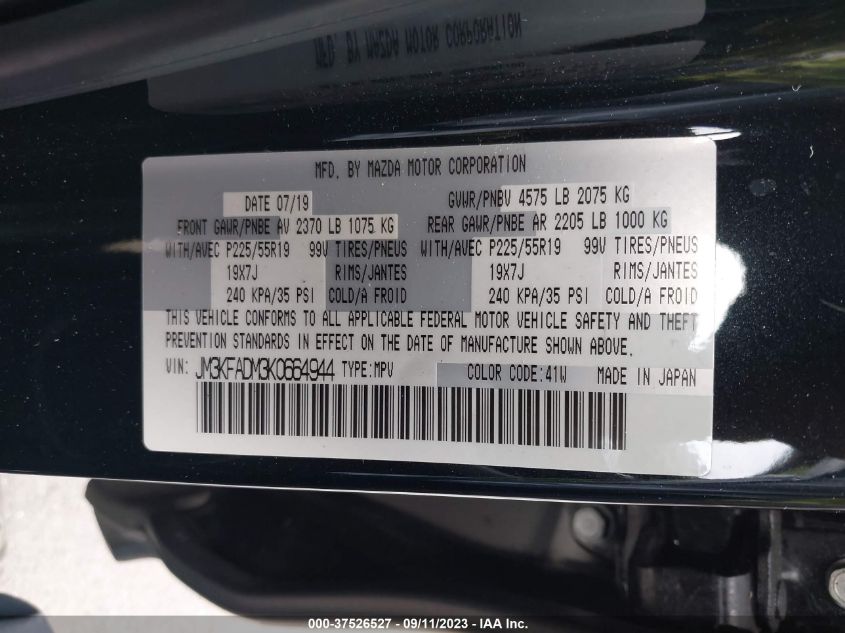 MFD. BY MAZDA MOTOR CORPORATION
MFD. BY MAZDA MOTOR CORPORATION
DATE 07/19 GVWR/PNBV 4575 LB 2075 KG
FRONT GAWR/PNBE AV 2370 LB 1075 KG REAR GAWR/PNBE AR 2205 LB 1000 KG
WITH/AVEC P225/55R19 99V TIRES/PNEUS WITH/AVEC P225/55R19 99V TIRES/PNEUS
19X7J RIMS/JANTES 19X7J RIMS/JANTES
240 KPA/35 PSI COLD/A FROID 240 KPA/35 PSI COLD/A FROID
THIS VEHICLE CONFORMS TO ALL APPLICABLE FEDERAL MOTOR VEHICLE SAFETY AND THEFT
PREVENTION STANDARDS IN EFFECT ON THE DATE OF MANUFACTURE SHOWN ABOVE.
VIN: JM3KFADM3K0664944 TYPE:MPV COLOR CODE:41W MADE IN JAPAN
000-37526527 - 09/11/2023 - IAA Inc.